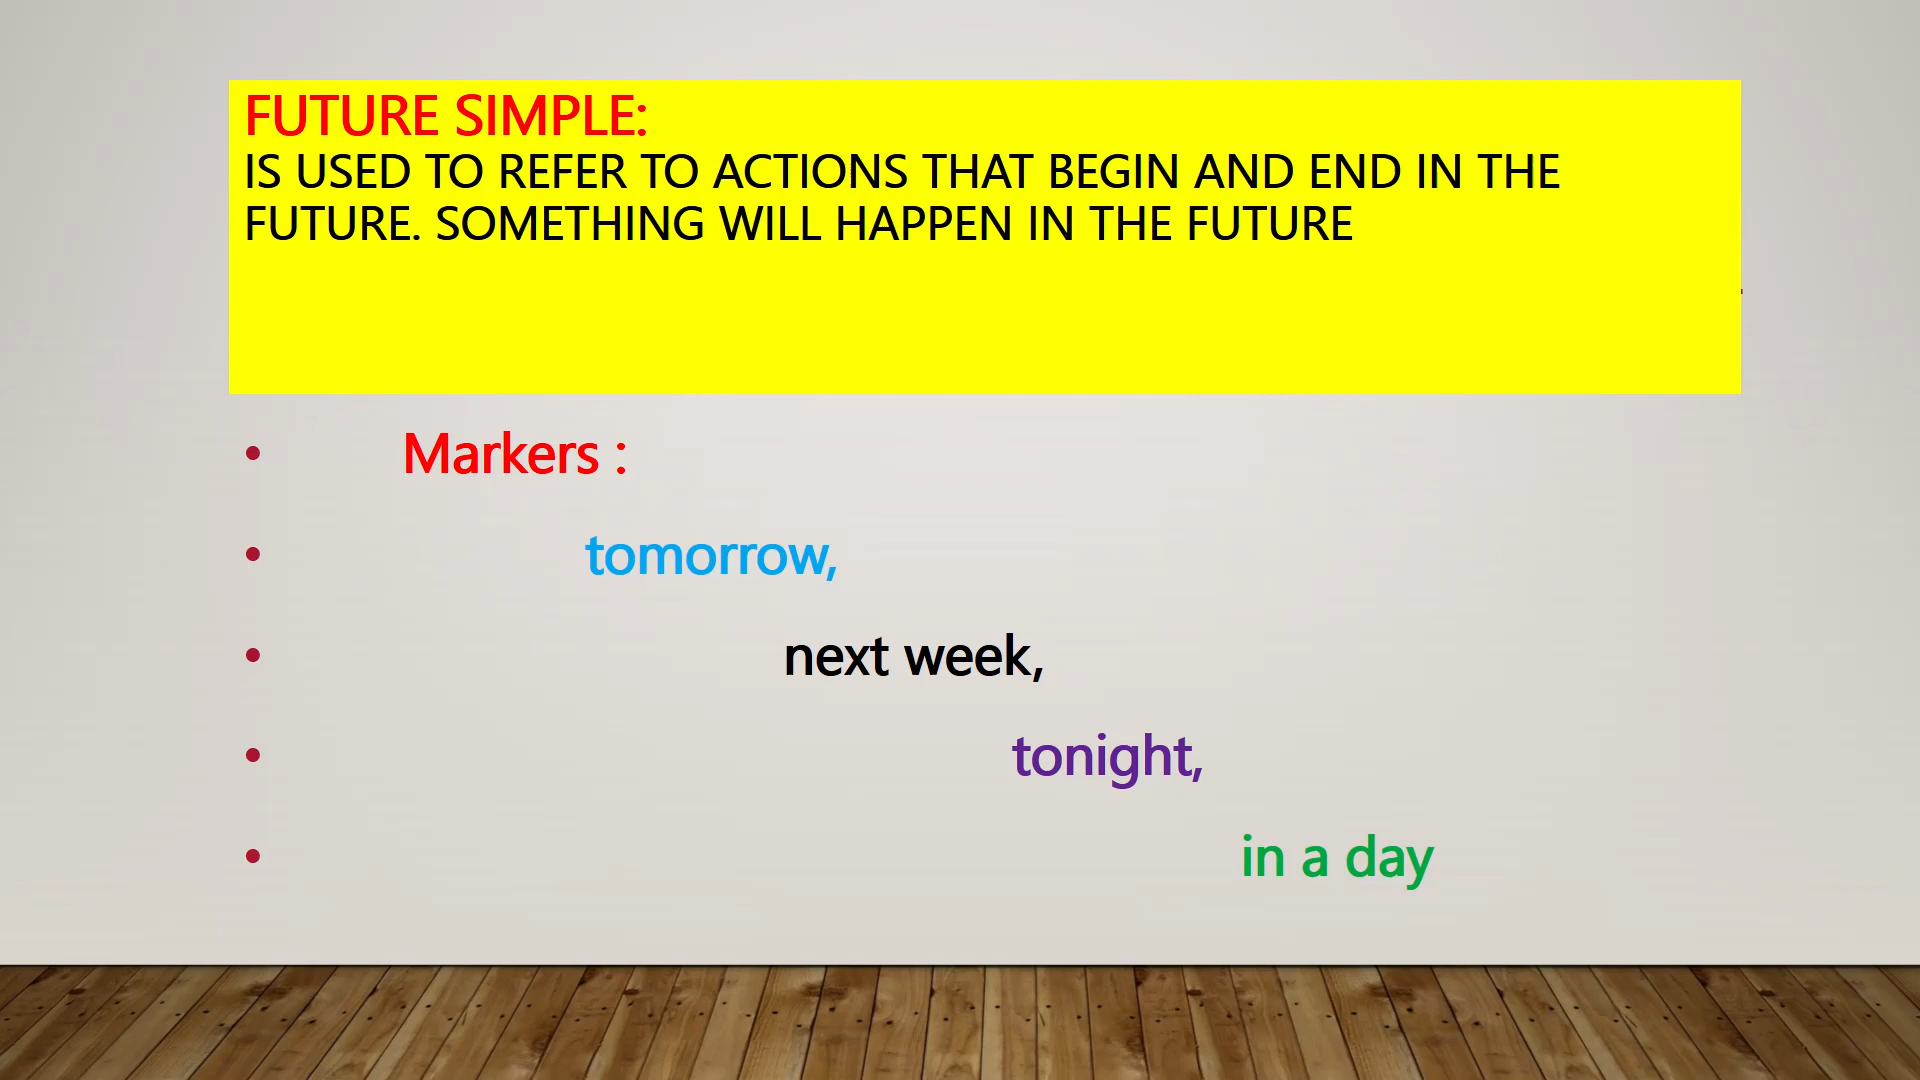 FUTURE SIMPLE:
IS USED TO REFER TO ACTIONS THAT BEGIN AND END IN THE
FUTURE. SOMETHING WILL HAPPEN IN THE FUTURE
• Markers :
• tomorrow,
• next week,
• tonight,
• in a day